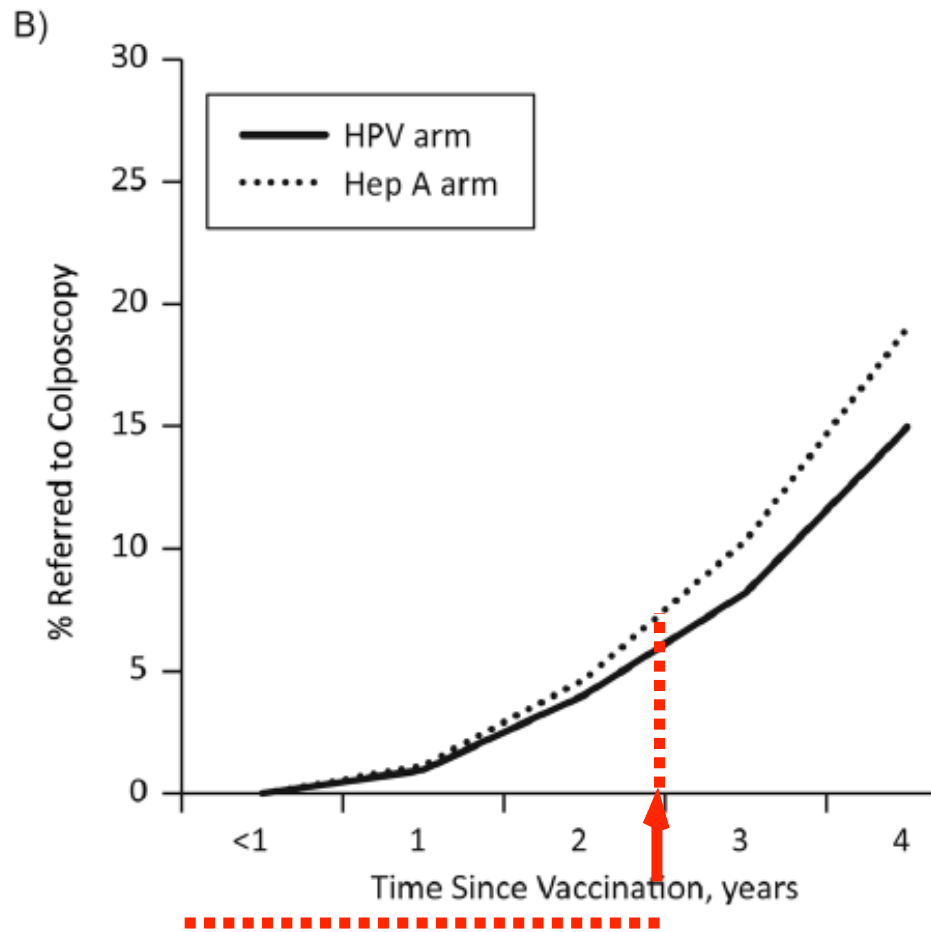 B)
30
HPV arm
Hep A arm
25
20
15
10
5
0
% Referred to Colposcopy
<1 1 2 3 4
Time Since Vaccination, years